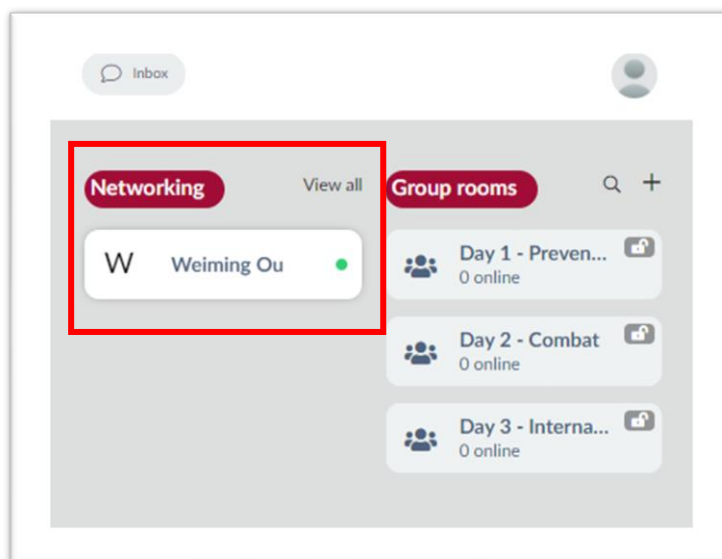 Inbox
Networking
View all
W
Weiming Ou
Group rooms
Day 1 - Preven...
0 online
Day 2 - Combat
0 online
Day 3 - Interna...
0 online